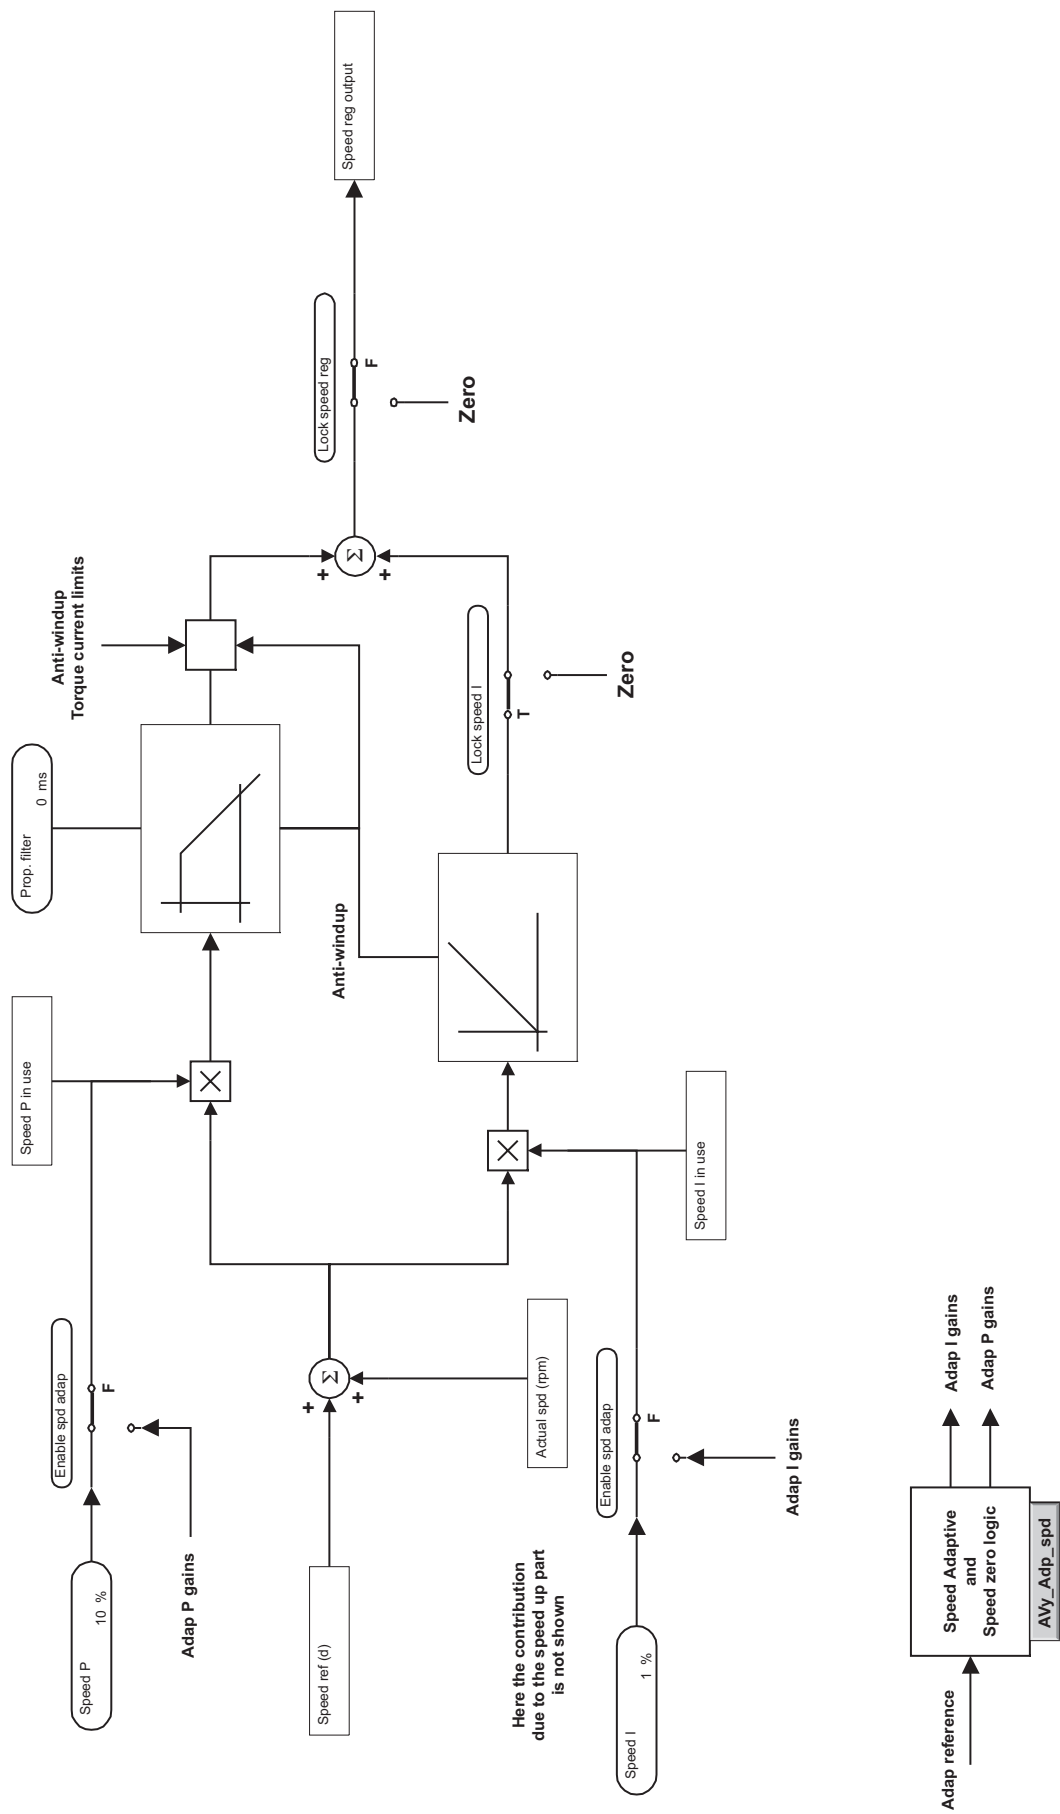 Speed P
10 %
Enable spd adap
F
Adap P gains
Speed P in use
Prop. filter
0 ms
Anti-windup
Torque current limits
Speed ref (d)
+
+
Σ
Actual spd (rpm)
Anti-windup
+
+
Σ
Lock speed reg
F
Zero
Speed reg output
Here the contribution
due to the speed up part
is not shown
Speed I
1 %
Enable spd adap
F
Adap I gains
Speed I in use
Lock speed I
T
Zero
Adap reference
Speed Adaptive
and
Speed zero logic
AVy_Adp_spd
Adap I gains
Adap P gains